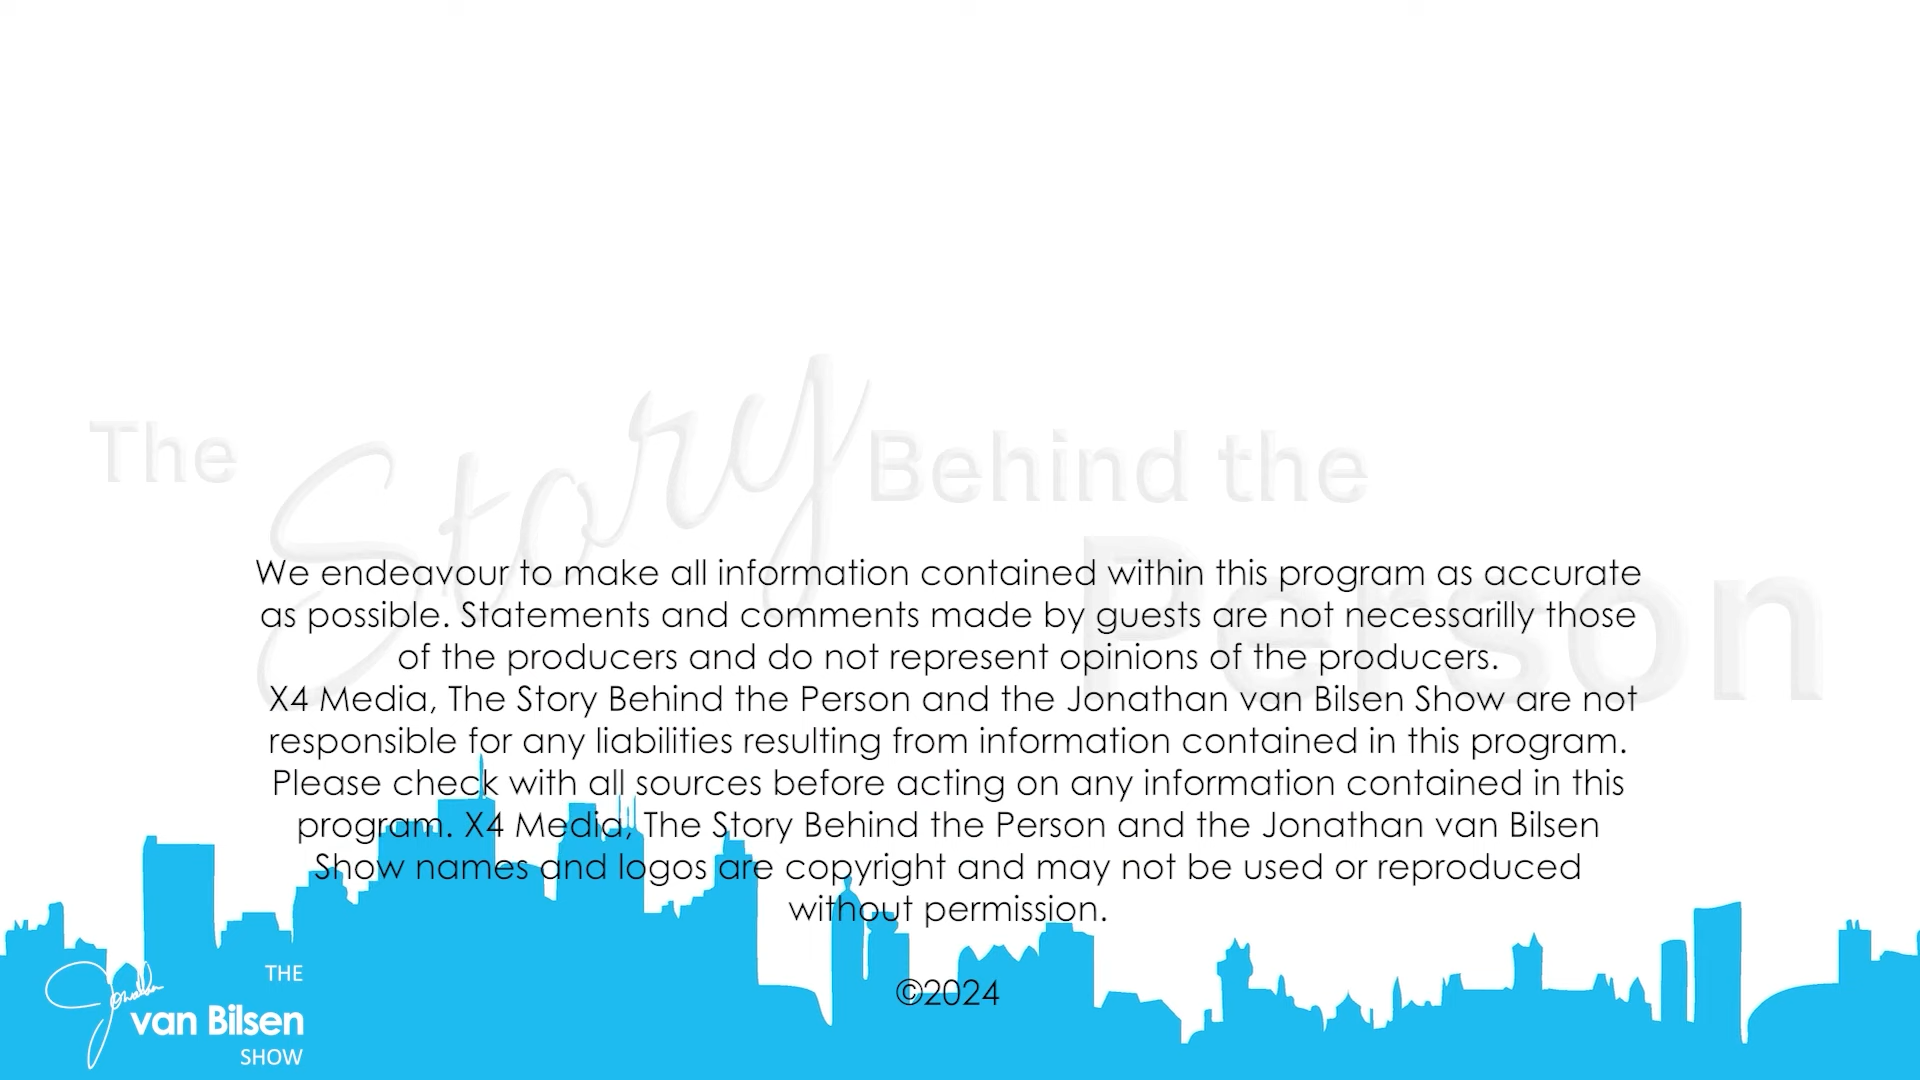 The Story Behind the
Person
We endeavour to make all information contained within this program as accurate
as possible. Statements and comments made by guests are not necessarilly those
of the producers and do not represent opinions of the producers.
X4 Media, The Story Behind the Person and the Jonathan van Bilsen Show are not
responsible for any liabilities resulting from information contained in this program.
Please check with all sources before acting on any information contained in this
program. X4 Media, The Story Behind the Person and the Jonathan van Bilsen
Show names and logos are copyright and may not be used or reproduced
without permission.
©2024
Jonathan
THE
van Bilsen
SHOW